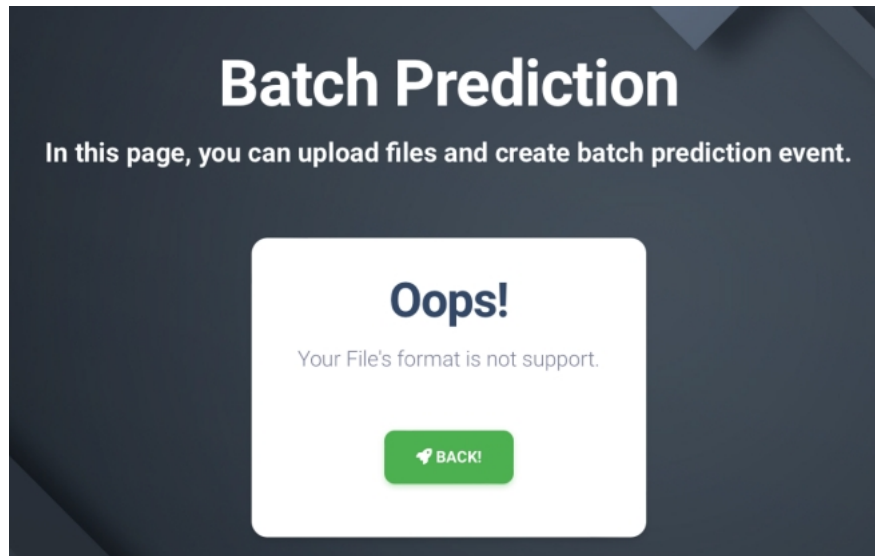 Batch Prediction
In this page, you can upload files and create batch prediction event.
Oops!
Your File's format is not support.
BACK!